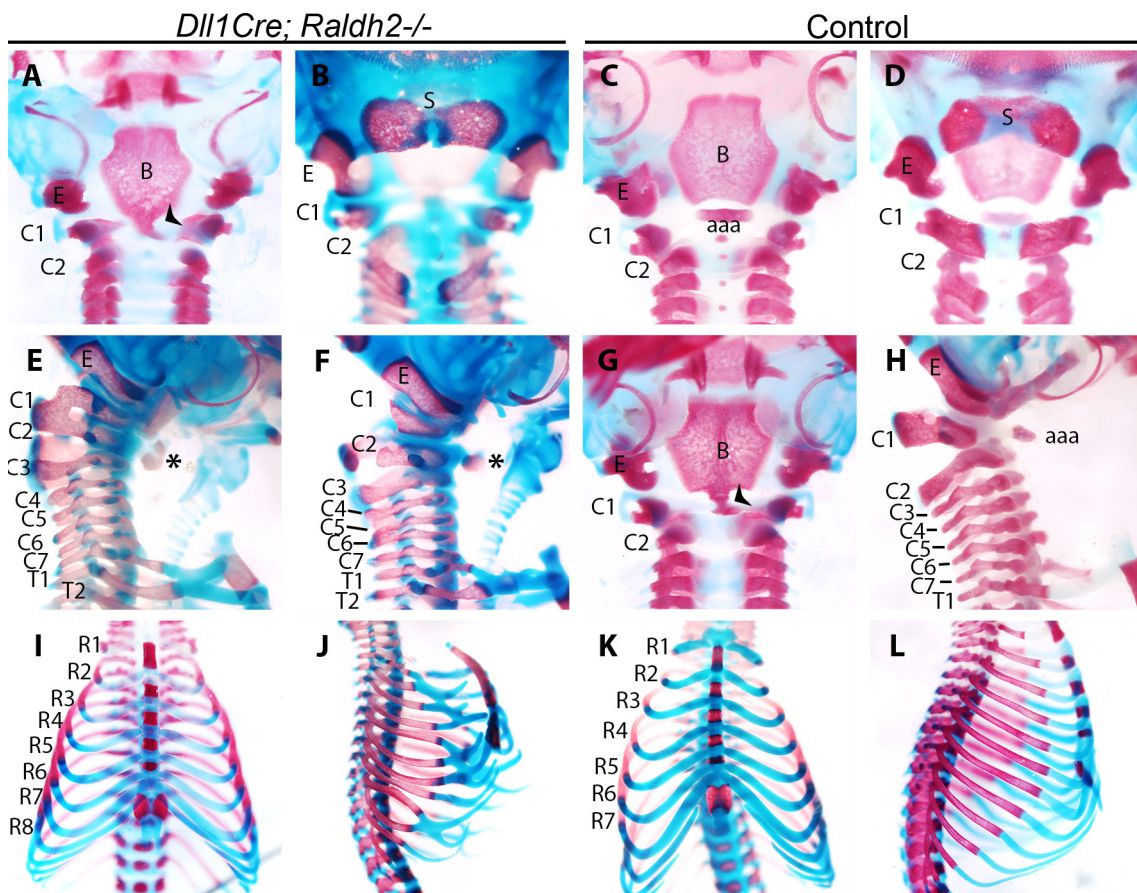 Dll1Cre; Raldh2-/- Control
A B C D
S
B
E
E
C1
C2
C1
C2
B
E
aaa
C1
C2
S
E
C1
C2
E F G H
E
C1
C2
C3
C4
C5
C6
C7
T1
T2
*
E
C1
C2
C3
C4
C5
C6
C7
T1
T2
*
B
E
C1
C2
E
C1
aaa
C2
C3
C4
C5
C6
C7
T1
I J K L
R1
R2
R3
R4
R5
R6
R7
R8
R1
R2
R3
R4
R5
R6
R7